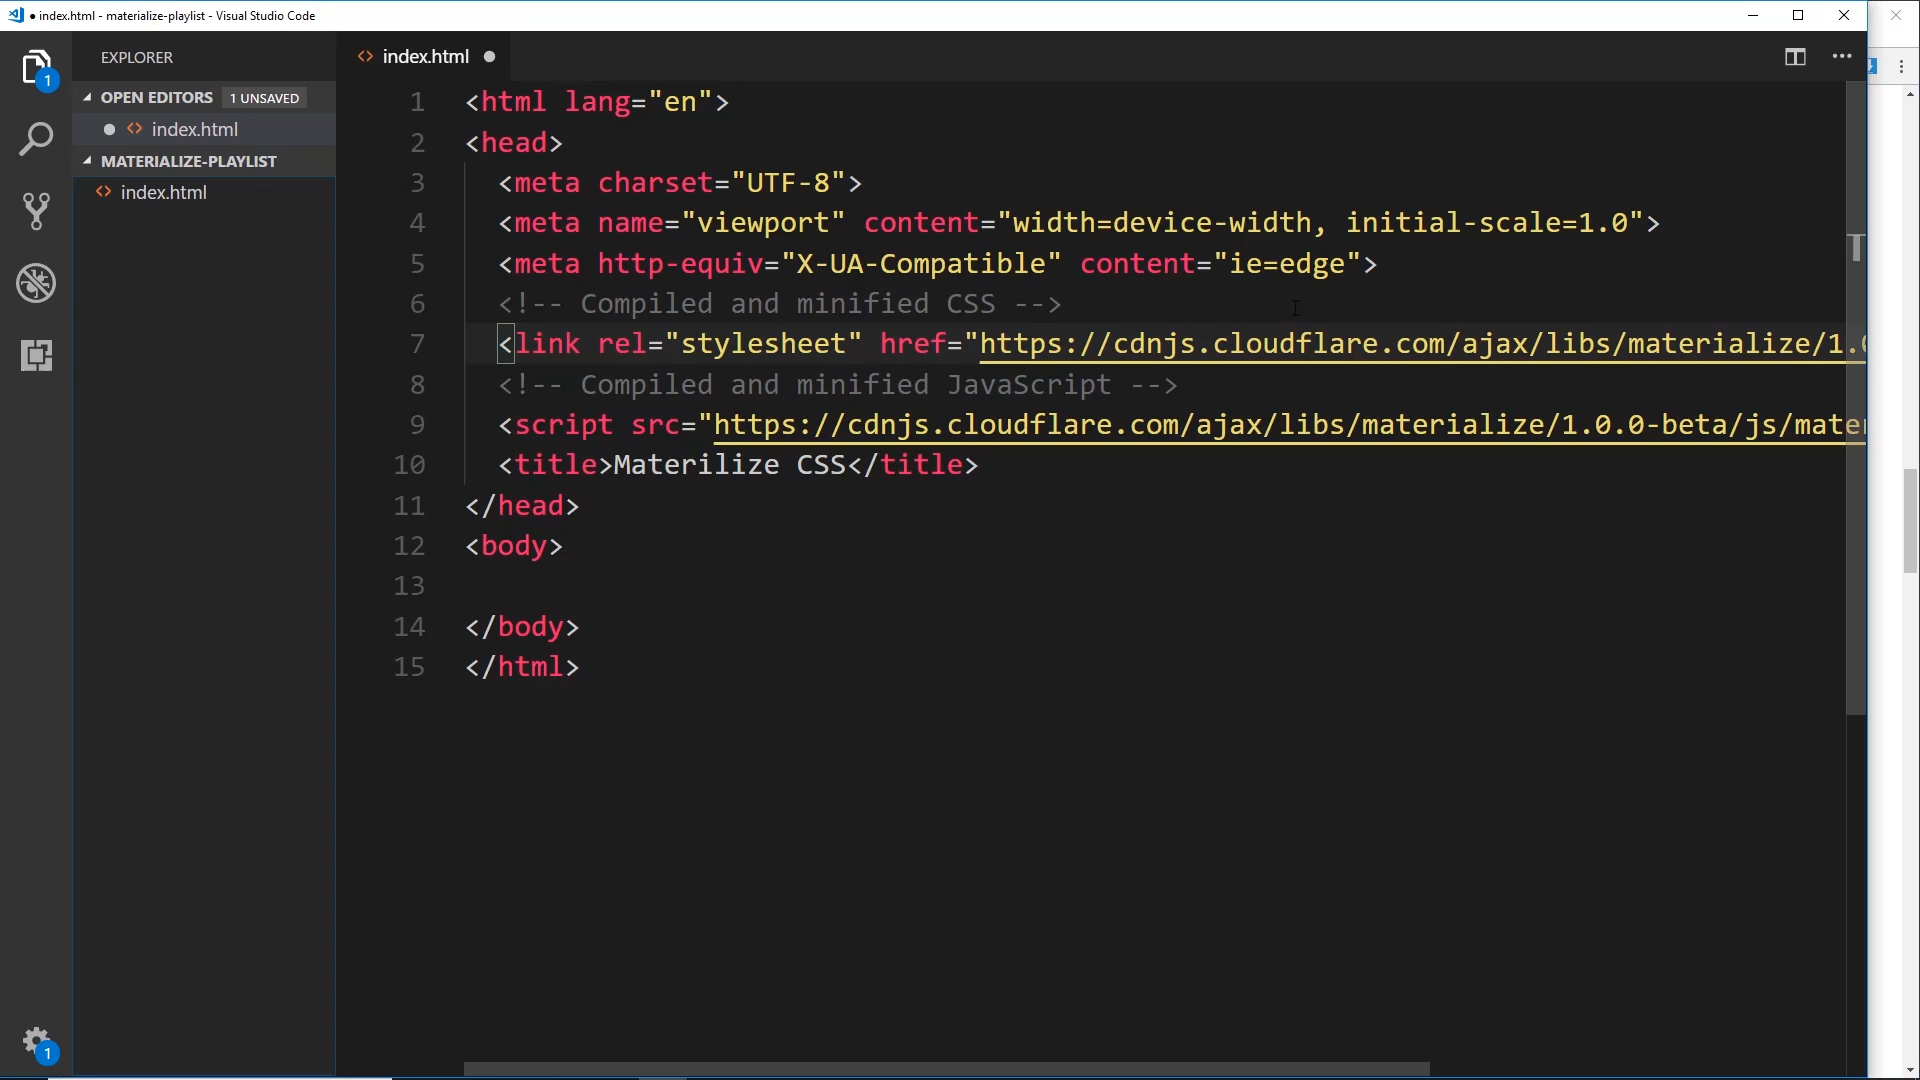 ● index.html - materialize-playlist - Visual Studio Code
EXPLORER
OPEN EDITORS 1 UNSAVED
index.html
MATERIALIZE-PLAYLIST
index.html
1
1
index.html
1 <html lang="en">
2 <head>
3 <meta charset="UTF-8">
4 <meta name="viewport" content="width=device-width, initial-scale=1.0">
5 <meta http-equiv="X-UA-Compatible" content="ie=edge">
6 <!-- Compiled and minified CSS -->
7 <link rel="stylesheet" href="https://cdnjs.cloudflare.com/ajax/libs/materialize/1.
8 <!-- Compiled and minified JavaScript -->
9 <script src="https://cdnjs.cloudflare.com/ajax/libs/materialize/1.0.0-beta/js/mate
10 <title>Materilize CSS</title>
11 </head>
12 <body>
13
14 </body>
15 </html>